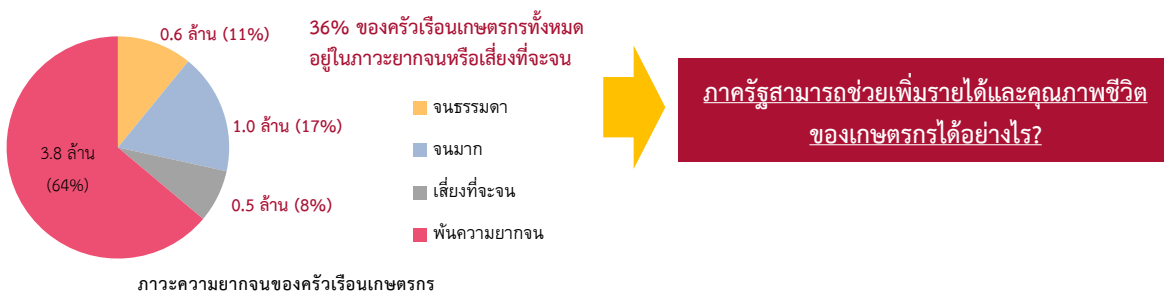 0.6 ล้าน (11%)
36% ของครัวเรือนเกษตรกรทั้งหมด
อยู่ในภาวะยากจนหรือเสี่ยงที่จะจน
จนธรรมดา
1.0 ล้าน (17%)
จนมาก
3.8 ล้าน
(64%)
เสี่ยงที่จะจน
0.5 ล้าน (8%)
พ้นความยากจน
ภาวะความยากจนของครัวเรือนเกษตรกร
ภาครัฐสามารถช่วยเพิ่มรายได้และคุณภาพชีวิต
ของเกษตรกรได้อย่างไร?